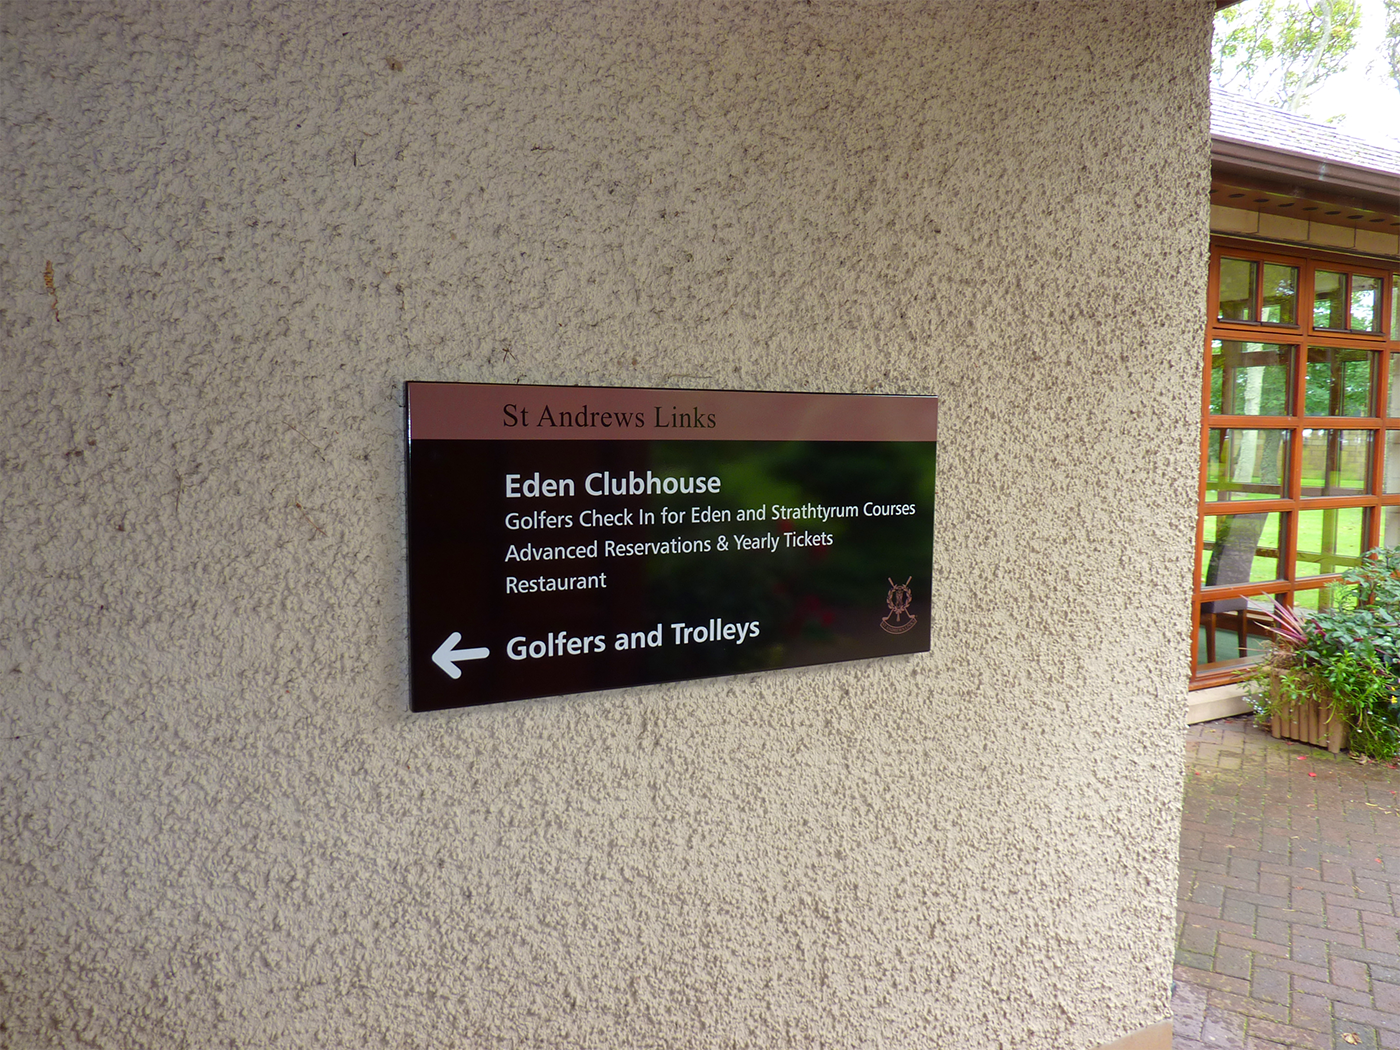 St Andrews Links
Eden Clubhouse
Golfers Check In for Eden and Strathtyrum Courses
Advanced Reservations & Yearly Tickets
Restaurant
Golfers and Trolleys